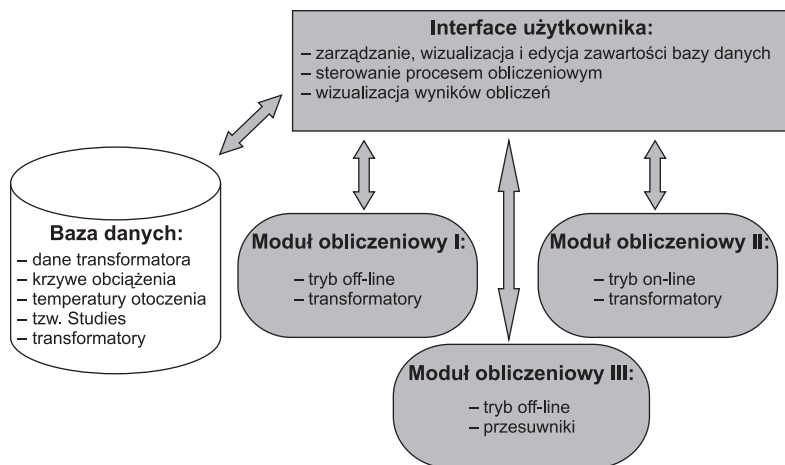 Interface użytkownika:
– zarządzanie, wizualizacja i edycja zawartości bazy danych
– sterowanie procesem obliczeniowym
– wizualizacja wyników obliczeń
Baza danych:
– dane transformatora
– krzywe obciążenia
– temperatury otoczenia
– tzw. Studies
– transformatory
Moduł obliczeniowy I:
– tryb off-line
– transformatory
Moduł obliczeniowy II:
– tryb on-line
– transformatory
Moduł obliczeniowy III:
– tryb off-line
– przesuwniki